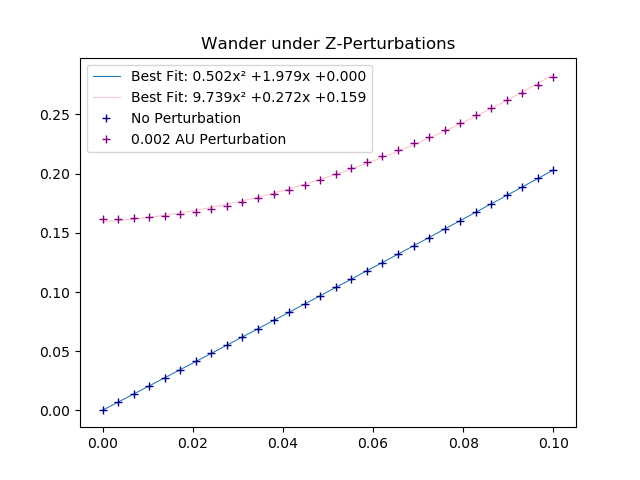 Wander under Z-Perturbations
Best Fit: 0.502x² +1.979x +0.000
Best Fit: 9.739x² +0.272x +0.159
No Perturbation
0.002 AU Perturbation
0.25
0.20
0.15
0.10
0.05
0.00
0.00 0.02 0.04 0.06 0.08 0.10